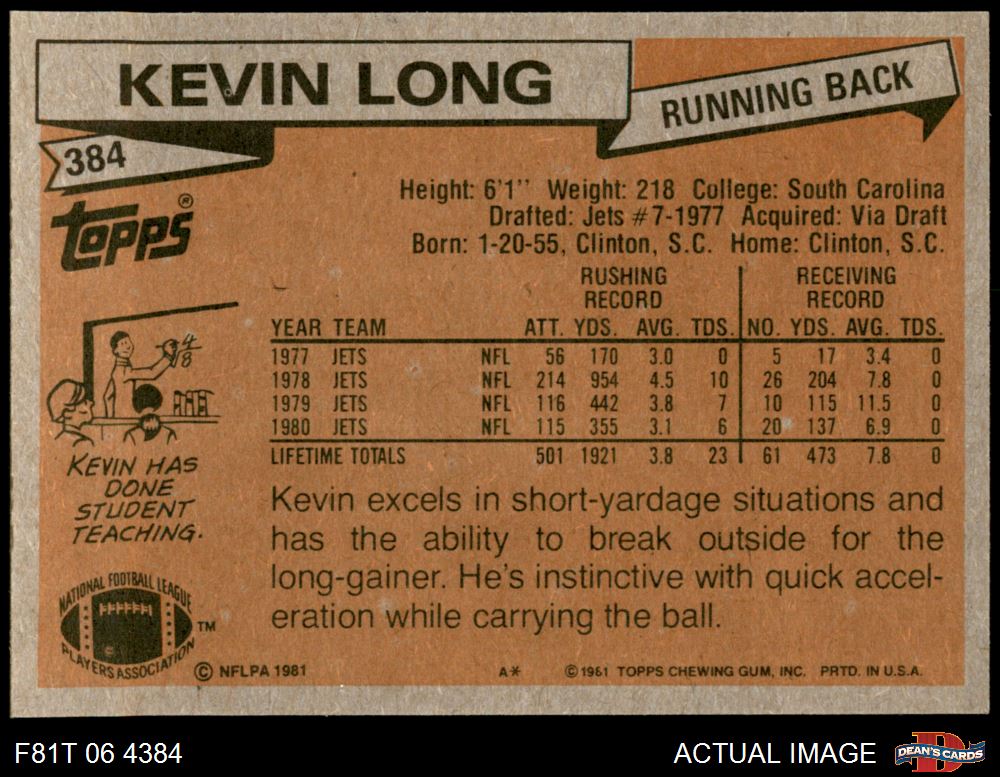 KEVIN LONG
RUNNING BACK
384
TOPPS®
Height: 6'1'' Weight: 218 College: South Carolina
Drafted: Jets #7-1977 Acquired: Via Draft
Born: 1-20-55, Clinton, S.C. Home: Clinton, S.C.
RUSHING RECORD RECEIVING RECORD
YEAR TEAM ATT. YDS. AVG. TDS. NO. YDS. AVG. TDS.
1977 JETS NFL 56 170 3.0 0 5 17 3.4 0
1978 JETS NFL 214 954 4.5 10 26 204 7.8 0
1979 JETS NFL 116 442 3.8 7 10 115 11.5 0
1980 JETS NFL 115 355 3.1 6 20 137 6.9 0
LIFETIME TOTALS 501 1921 3.8 23 61 473 7.8 0
4/8
KEVIN HAS
DONE
STUDENT
TEACHING.
Kevin excels in short-yardage situations and
has the ability to break outside for the
long-gainer. He's instinctive with quick accel-
eration while carrying the ball.
NATIONAL FOOTBALL LEAGUE
PLAYERS ASSOCIATION
TM
© NFLPA 1981 A* ©1981 TOPPS CHEWING GUM, INC. PRTD. IN U.S.A.
F81T 06 4384 ACTUAL IMAGE D DEAN'S CARDS